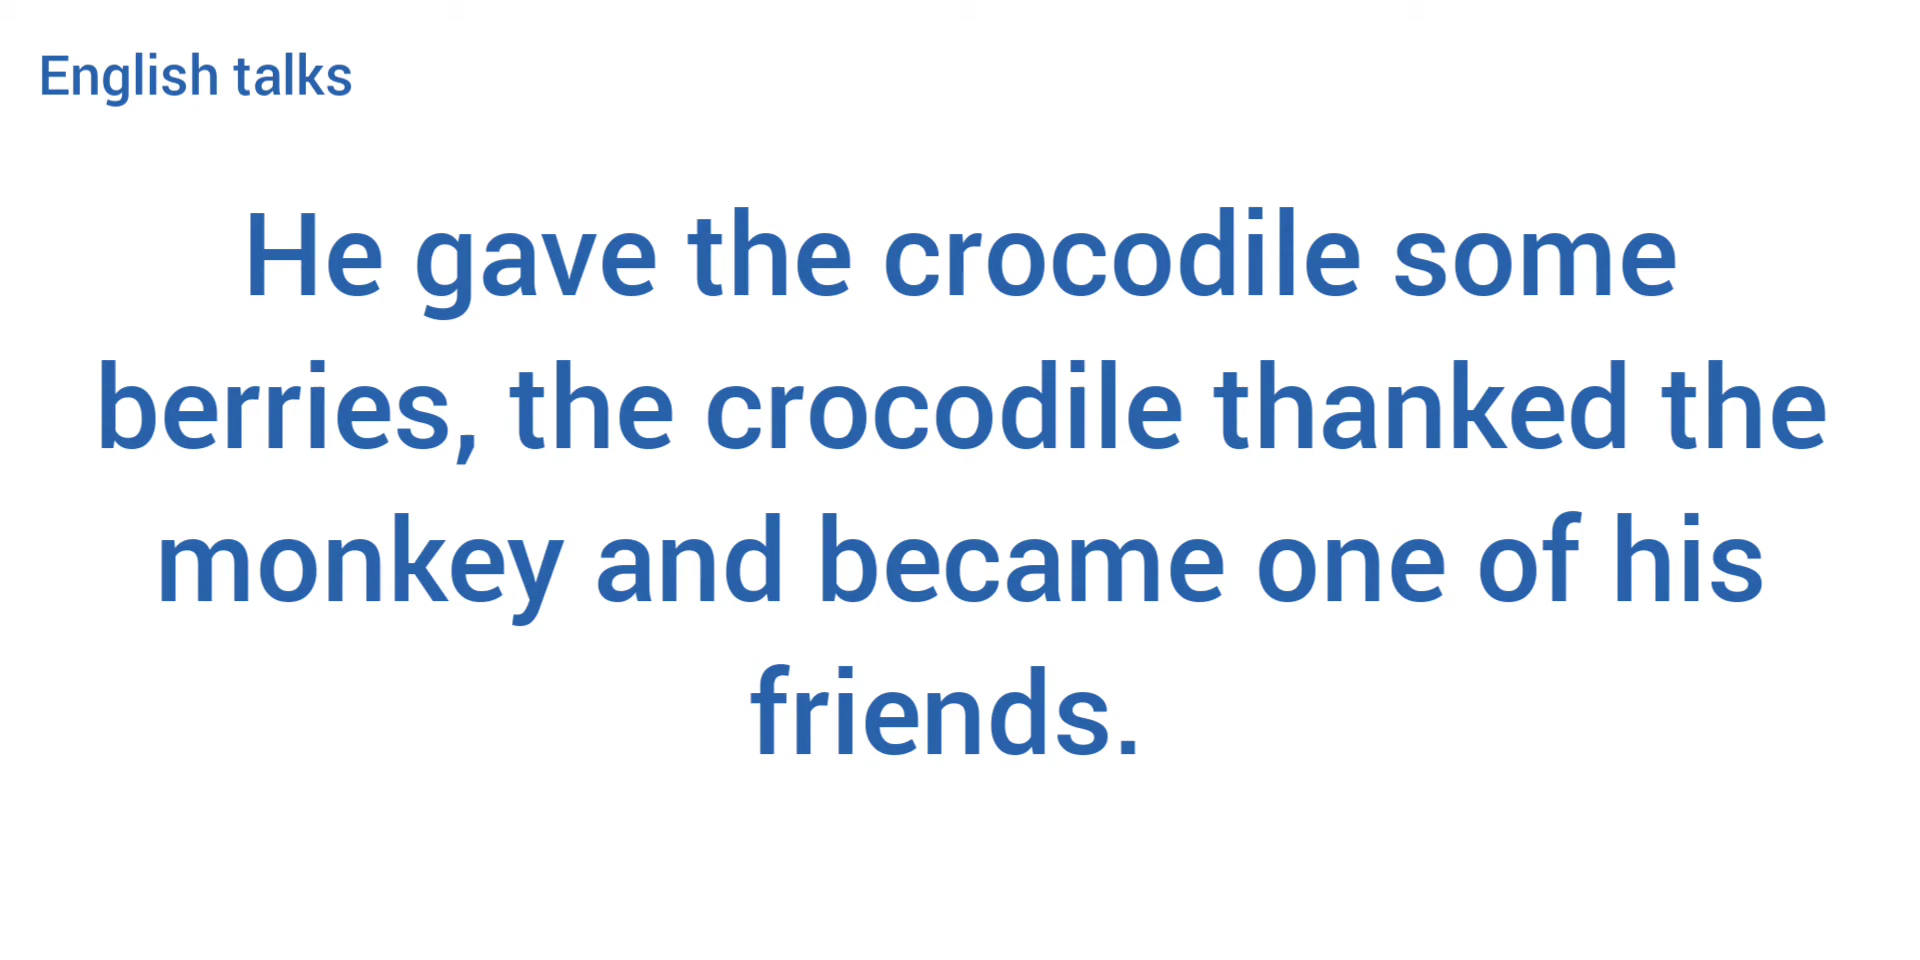 English talks
He gave the crocodile some
berries, the crocodile thanked the
monkey and became one of his
friends.